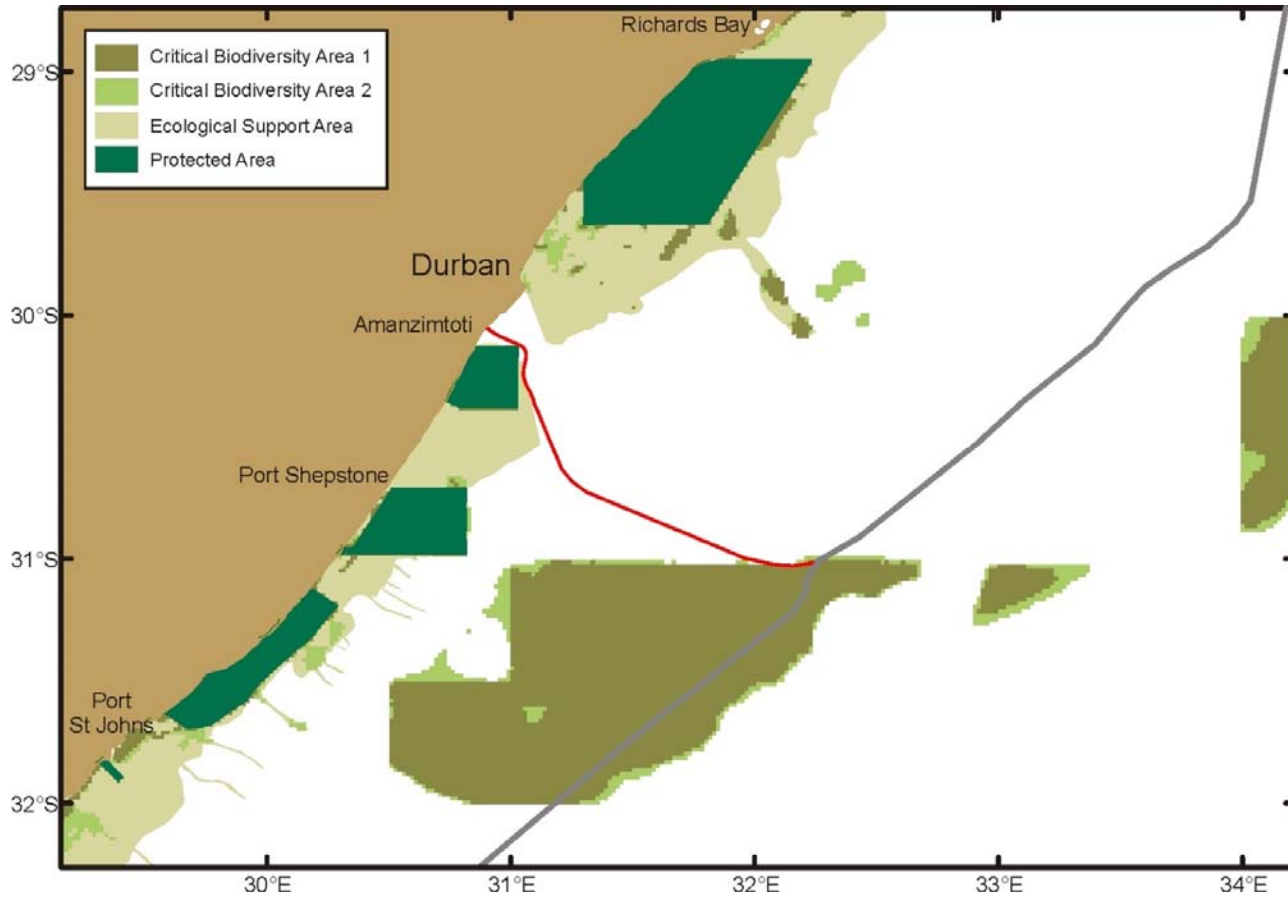 Richards Bay
Critical Biodiversity Area 1
Critical Biodiversity Area 2
Ecological Support Area
Protected Area
29°S
Durban
30°S
Amanzimtoti
Port Shepstone
31°S
Port
St Johns
32°S
30°E
31°E
32°E
33°E
34°E